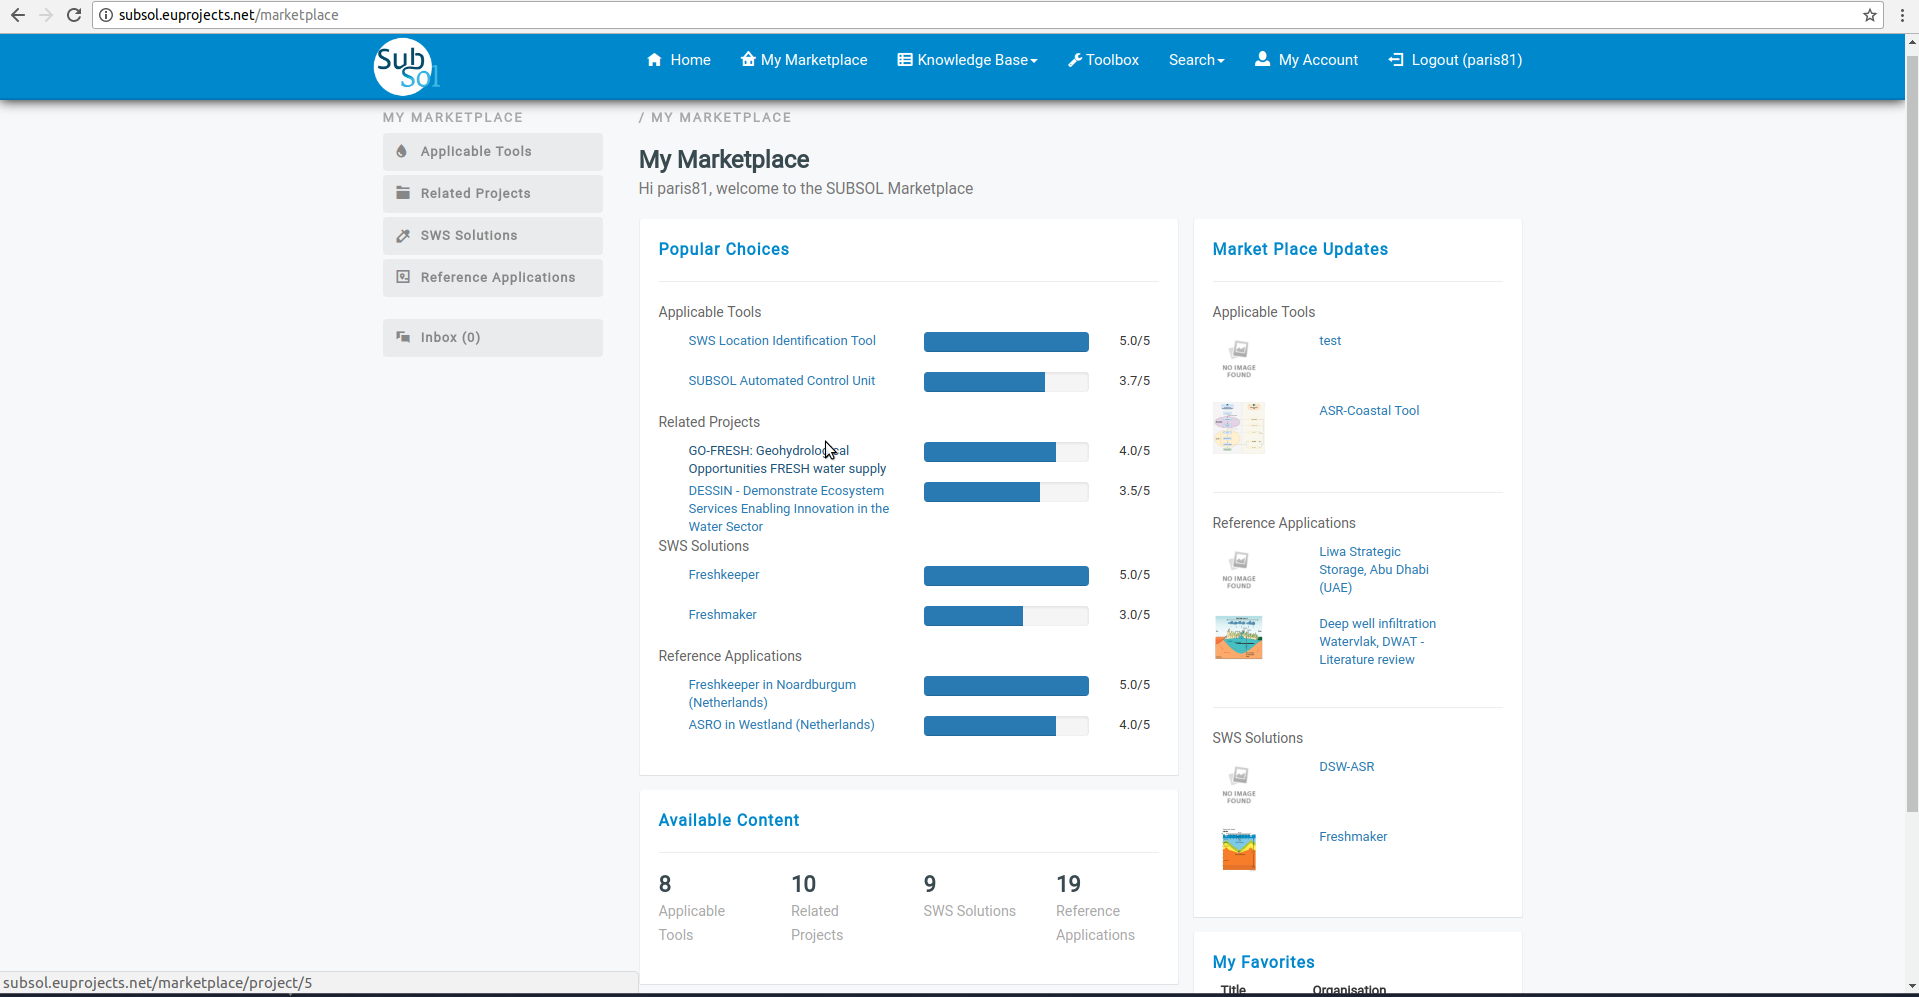 subsol.euprojects.net/marketplace
Sub
Sol
Home
My Marketplace
Knowledge Base
Toolbox
Search
My Account
Logout (paris81)
MY MARKETPLACE
Applicable Tools
Related Projects
SWS Solutions
Reference Applications
Inbox (0)
/ MY MARKETPLACE
My Marketplace
Hi paris81, welcome to the SUBSOL Marketplace
Popular Choices
Applicable Tools
SWS Location Identification Tool
5.0/5
SUBSOL Automated Control Unit
3.7/5
Related Projects
GO-FRESH: Geohydrological
Opportunities FRESH water supply
4.0/5
DESSIN - Demonstrate Ecosystem
Services Enabling Innovation in the
Water Sector
3.5/5
SWS Solutions
Freshkeeper
5.0/5
Freshmaker
3.0/5
Reference Applications
Freshkeeper in Noardburgum
(Netherlands)
5.0/5
ASRO in Westland (Netherlands)
4.0/5
Available Content
8
Applicable
Tools
10
Related
Projects
9
SWS Solutions
19
Reference
Applications
Market Place Updates
Applicable Tools
NO IMAGE
FOUND
test
ASR-Coastal Tool
Reference Applications
NO IMAGE
FOUND
Liwa Strategic
Storage, Abu Dhabi
(UAE)
Deep well infiltration
Watervlak, DWAT -
Literature review
SWS Solutions
NO IMAGE
FOUND
DSW-ASR
Freshmaker
My Favorites
Title
Organisation
subsol.euprojects.net/marketplace/project/5